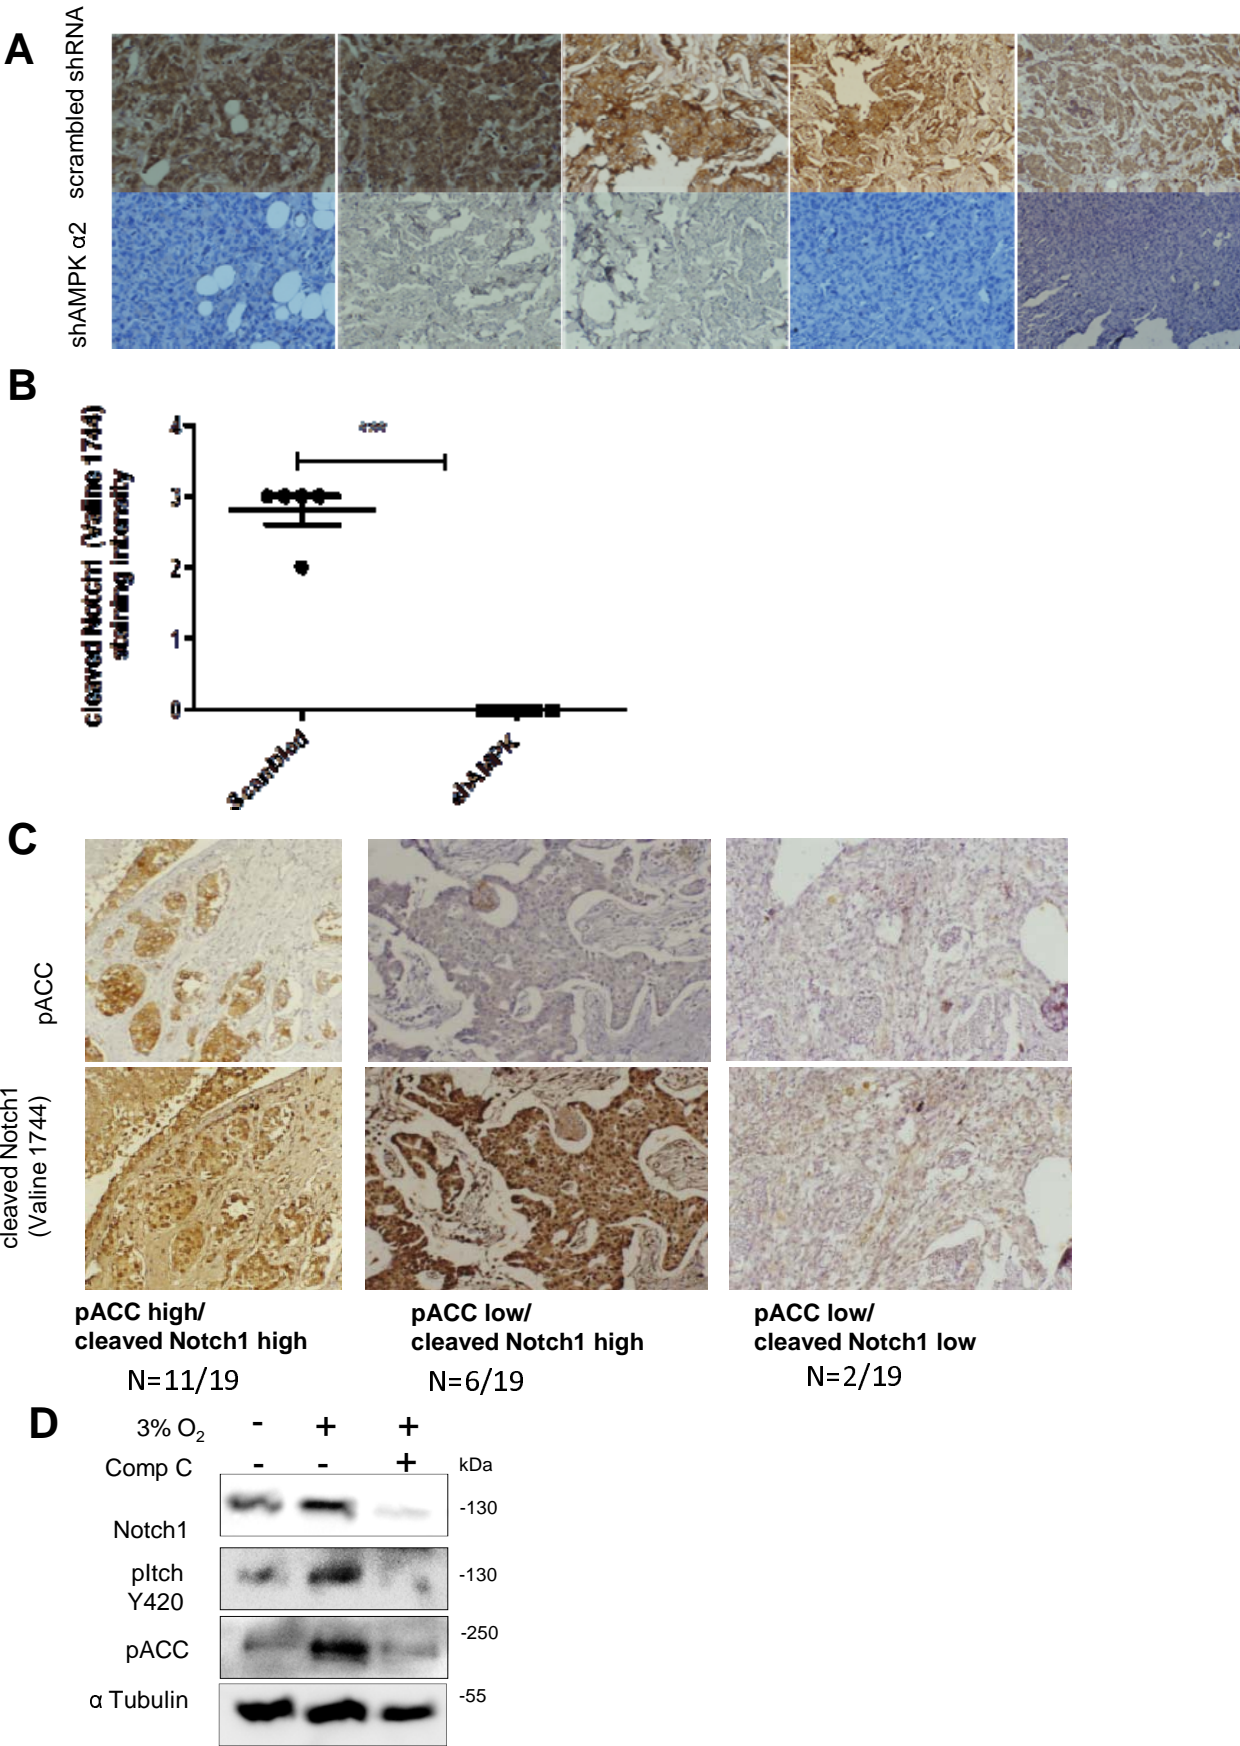 A
scrambled shRNA
shAMPK α2
B
cleaved Notch1 (Valine 1744)
staining intensity
4
3
2
1
0
***
Scambled
shAMPK
C
pACC
cleaved Notch1
(Valine 1744)
pACC high/
cleaved Notch1 high
N=11/19
pACC low/
cleaved Notch1 high
N=6/19
pACC low/
cleaved Notch1 low
N=2/19
D
3% O2 - + +
Comp C - - + kDa
Notch1 -130
pItch
Y420 -130
pACC -250
α Tubulin -55